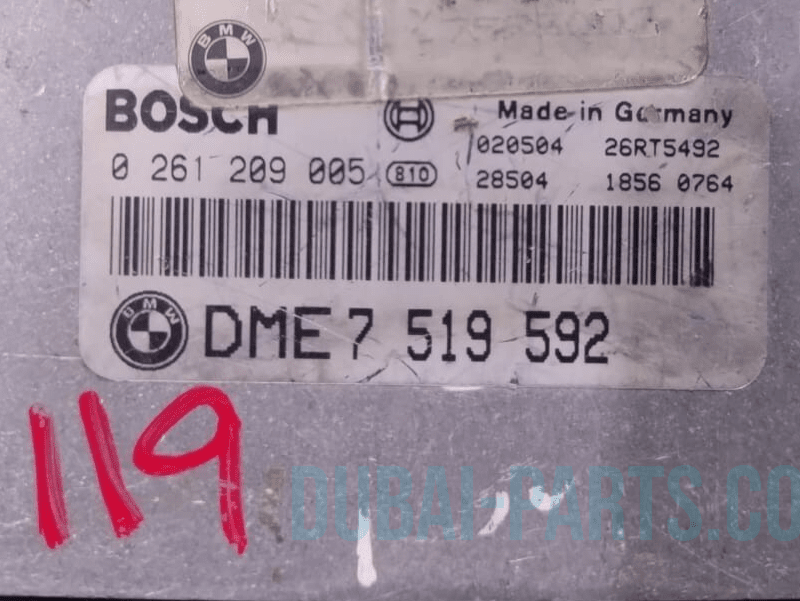 BMW
BOSCH
Made in Germany
0 261 209 005 810
020504 26RT5492
28504 1856 0764
BMW
DME 7 519 592
119
DUBAI-PARTS.CO